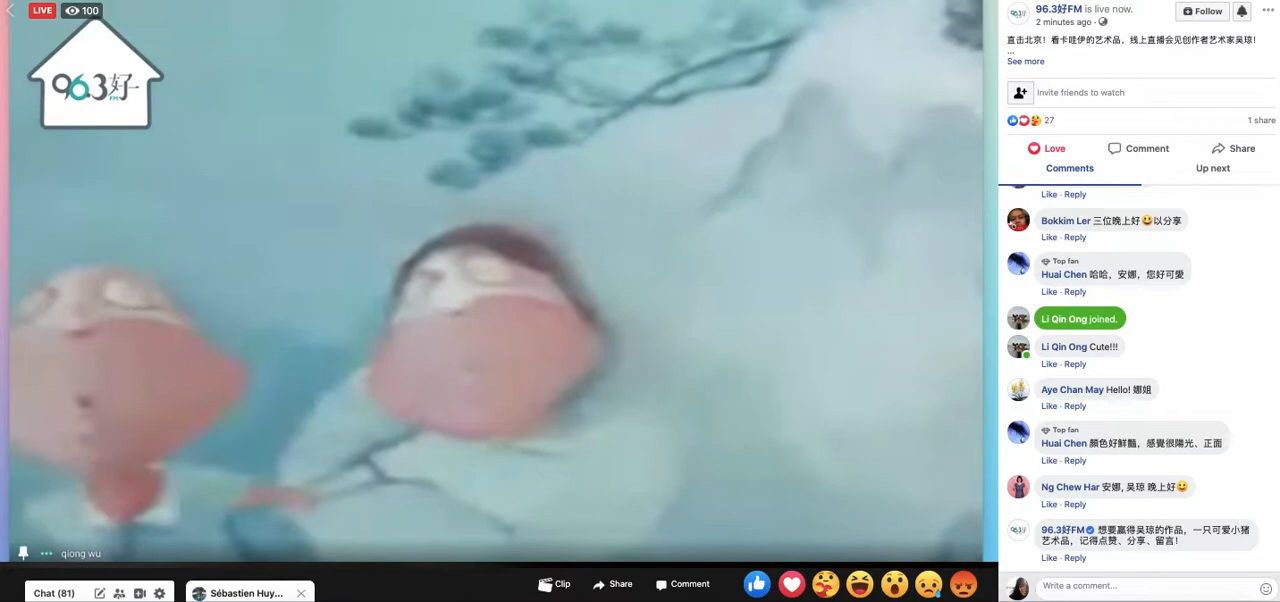 LIVE 100
96.3好
FM
qiong wu
Chat (81)
Sébastien Huy...
Clip
Share
Comment
96.3好FM is live now.
2 minutes ago ·
Follow
直击北京！看卡哇伊的艺术品，线上直播会见创作者艺术家吴琼！
...
See more
Invite friends to watch
27
1 share
Love
Comment
Share
Comments
Up next
Like · Reply
Bokkim Ler 三位晚上好😃以分享
Like · Reply
Top fan
Huai Chen 哈哈，安娜，您好可愛
Like · Reply
Li Qin Ong joined.
Li Qin Ong Cute!!!
Like · Reply
Aye Chan May Hello! 娜姐
Like · Reply
Top fan
Huai Chen 顏色好鮮豔，感覺很陽光、正面
Like · Reply
Ng Chew Har 安娜, 吴琼 晚上好😃
Like · Reply
96.3好FM 想要赢得吴琼的作品，一只可爱小猪
艺术品，记得点赞、分享、留言！
Like · Reply
Write a comment...